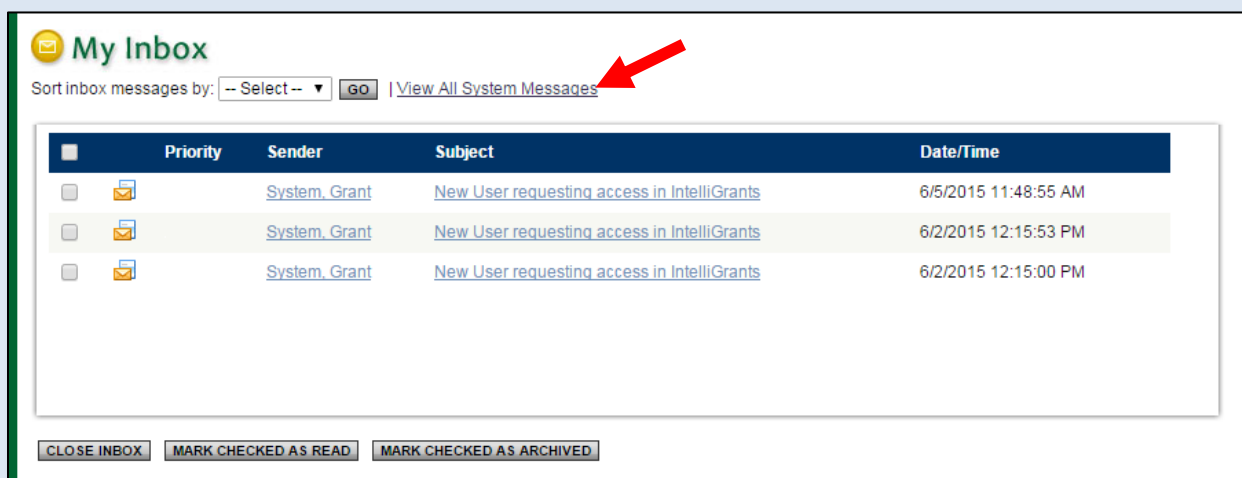 My Inbox
Sort inbox messages by: -- Select -- GO | View All System Messages
Priority Sender Subject Date/Time
System, Grant New User requesting access in IntelliGrants 6/5/2015 11:48:55 AM
System, Grant New User requesting access in IntelliGrants 6/2/2015 12:15:53 PM
System, Grant New User requesting access in IntelliGrants 6/2/2015 12:15:00 PM
CLOSE INBOX MARK CHECKED AS READ MARK CHECKED AS ARCHIVED